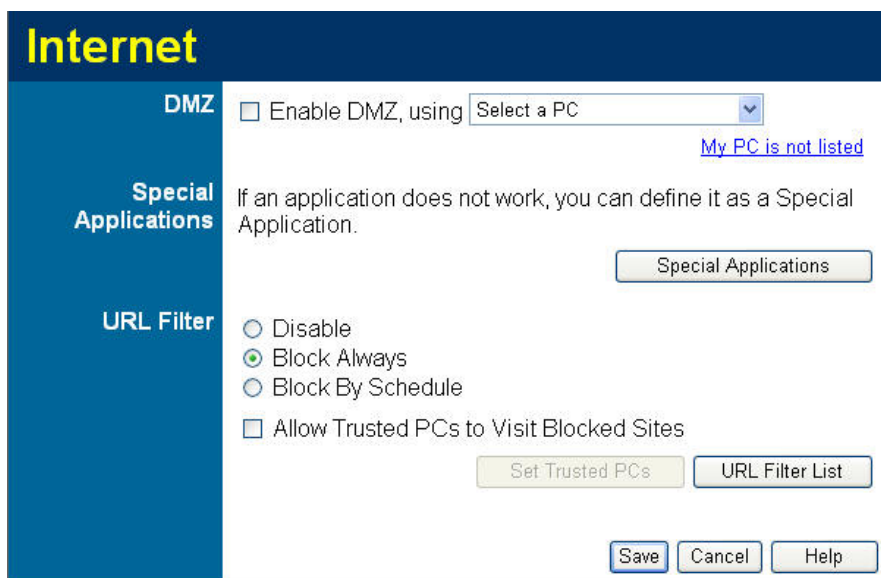 Internet
DMZ
Enable DMZ, using Select a PC
My PC is not listed
Special
Applications
If an application does not work, you can define it as a Special
Application.
Special Applications
URL Filter
Disable
Block Always
Block By Schedule
Allow Trusted PCs to Visit Blocked Sites
Set Trusted PCs URL Filter List
Save Cancel Help